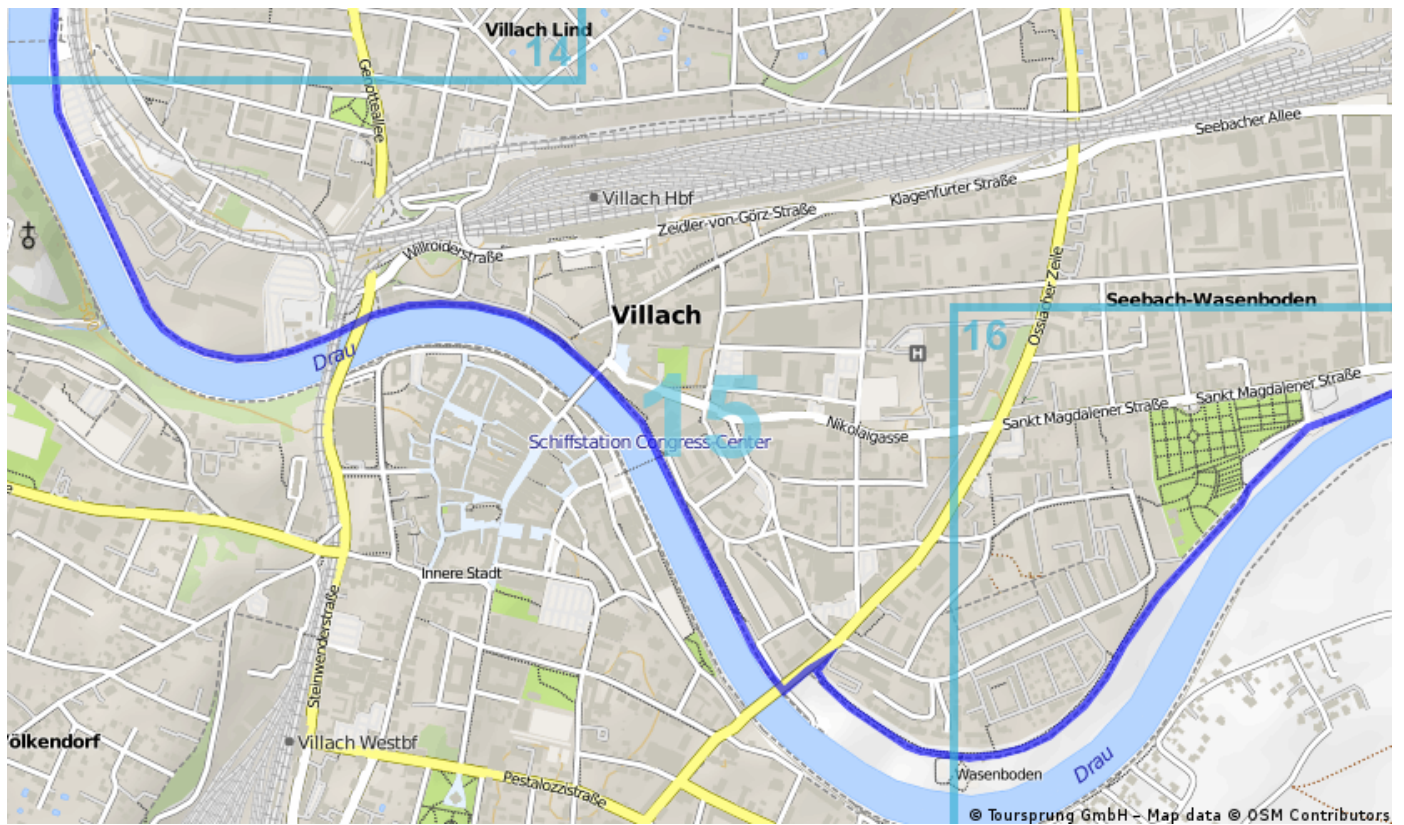 Villach Lind
14
Genotteallee
Seebacher Allee
Villach Hbf
Klagenfurter Straße
Zeidler-von-Görz-Straße
Willroiderstraße
Ossiacher Zeile
Seebach-Wasenboden
Villach
16
H
Drau
15
Sankt Magdalener Straße
Sankt Magdalener Straße
Nikolaigasse
Schiffstation Congress Center
Innere Stadt
Steinwenderstraße
ölkendorf
Villach Westbf
Pestalozzistraße
Wasenboden
Drau
© Toursprung GmbH – Map data © OSM Contributors